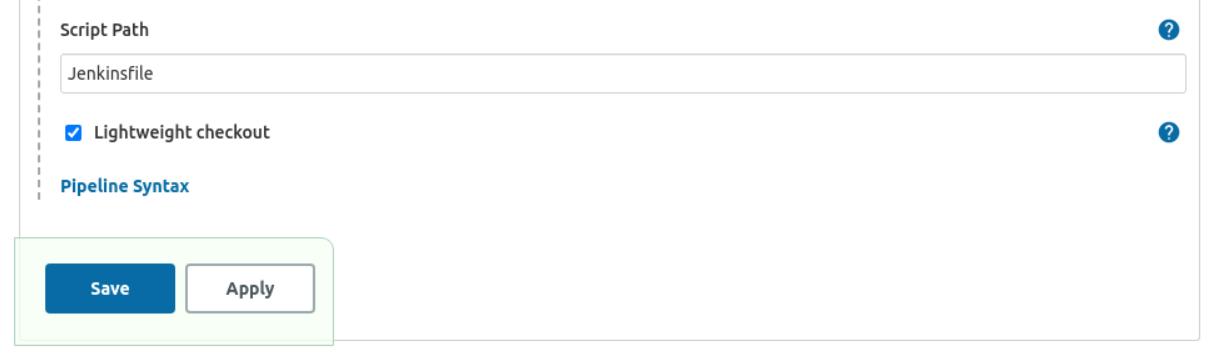 Script Path
?
Jenkinsfile
Lightweight checkout
?
Pipeline Syntax
Save
Apply